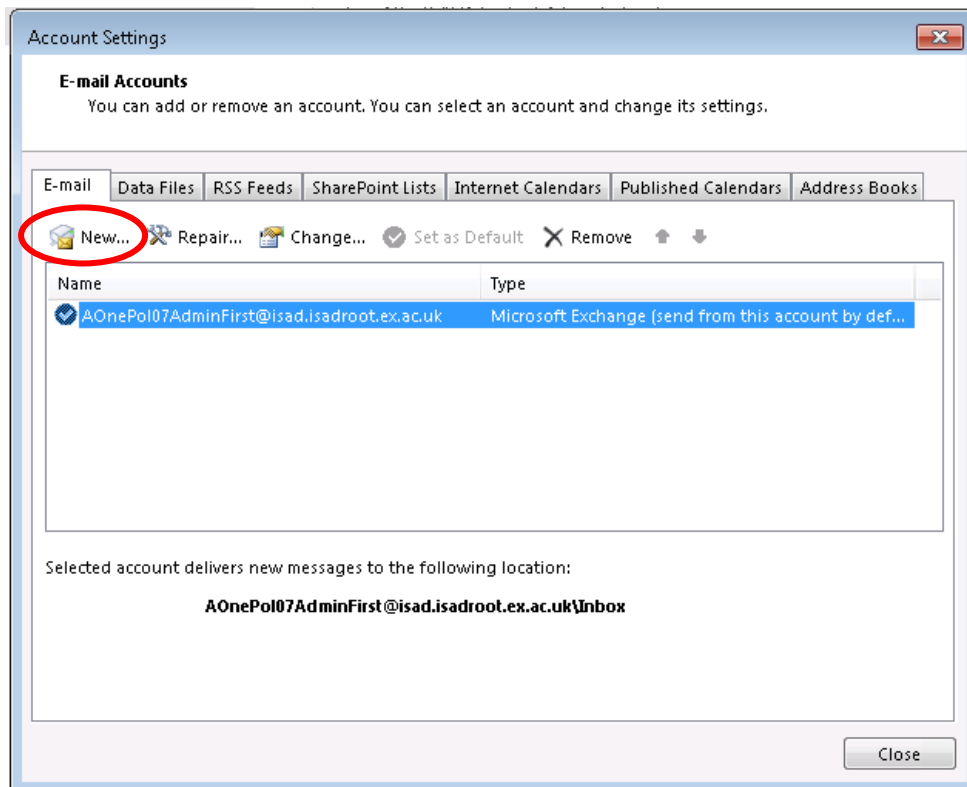 Account Settings
E-mail Accounts
You can add or remove an account. You can select an account and change its settings.
E-mail Data Files RSS Feeds SharePoint Lists Internet Calendars Published Calendars Address Books
New... Repair... Change... Set as Default Remove
Name Type
AOnePol07AdminFirst@isad.isadroot.ex.ac.uk Microsoft Exchange (send from this account by def...
Selected account delivers new messages to the following location:
AOnePol07AdminFirst@isad.isadroot.ex.ac.uk\Inbox
Close